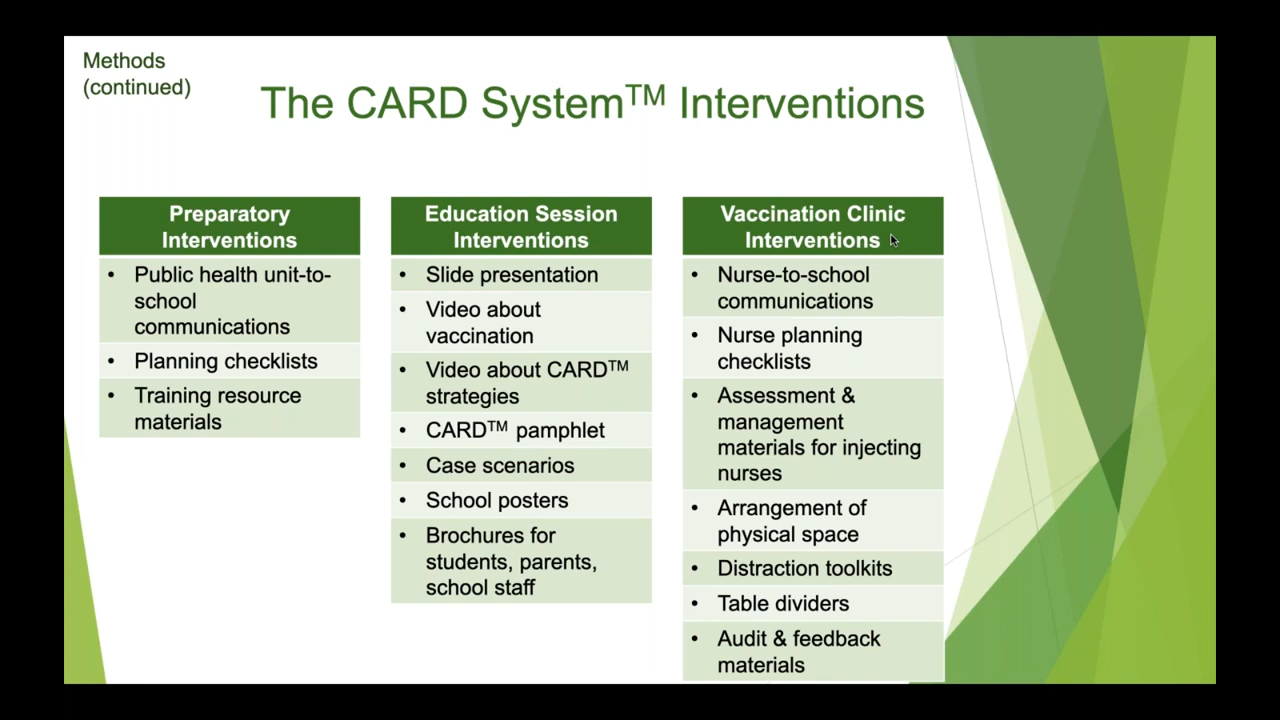 Methods
(continued)
The CARD System™ Interventions
Preparatory
Interventions
• Public health unit-to-
school
communications
• Planning checklists
• Training resource
materials
Education Session
Interventions
• Slide presentation
• Video about
vaccination
• Video about CARD™
strategies
• CARD™ pamphlet
• Case scenarios
• School posters
• Brochures for
students, parents,
school staff
Vaccination Clinic
Interventions
• Nurse-to-school
communications
• Nurse planning
checklists
• Assessment &
management
materials for injecting
nurses
• Arrangement of
physical space
• Distraction toolkits
• Table dividers
• Audit & feedback
materials